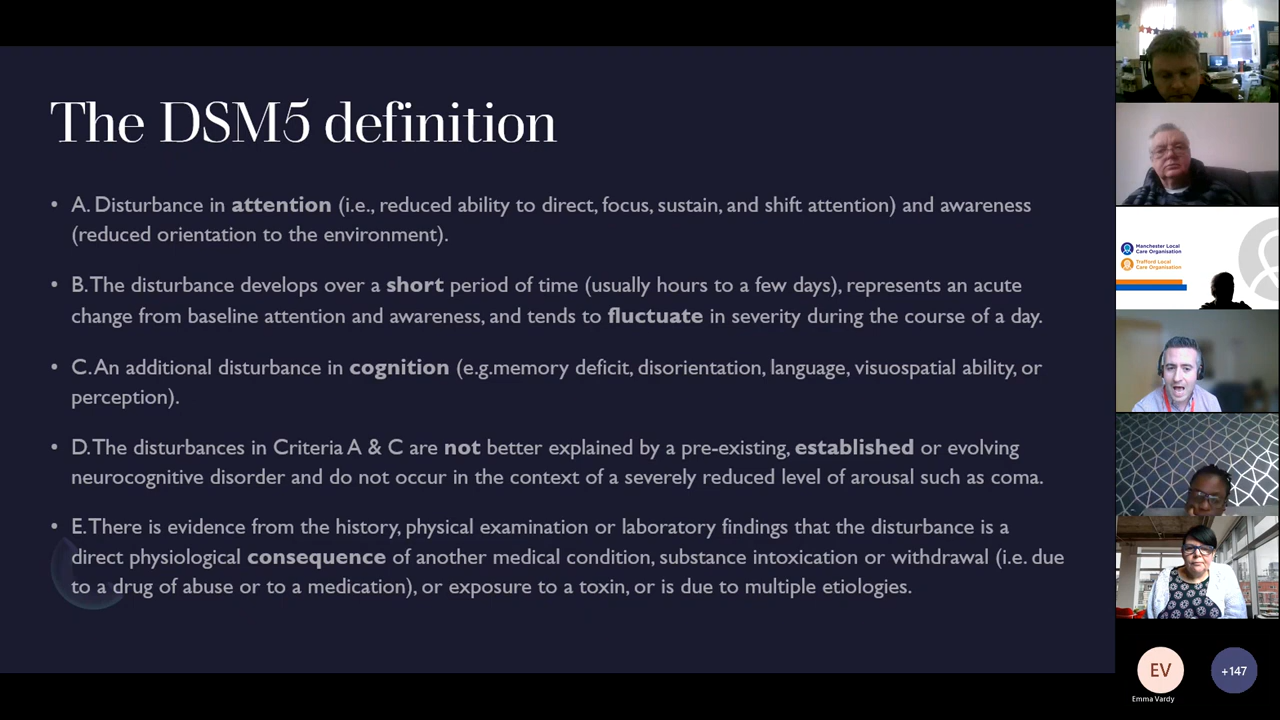 The DSM5 definition
• A. Disturbance in attention (i.e., reduced ability to direct, focus, sustain, and shift attention) and awareness
(reduced orientation to the environment).
• B. The disturbance develops over a short period of time (usually hours to a few days), represents an acute
change from baseline attention and awareness, and tends to fluctuate in severity during the course of a day.
• C. An additional disturbance in cognition (e.g.memory deficit, disorientation, language, visuospatial ability, or
perception).
• D. The disturbances in Criteria A & C are not better explained by a pre-existing, established or evolving
neurocognitive disorder and do not occur in the context of a severely reduced level of arousal such as coma.
• E. There is evidence from the history, physical examination or laboratory findings that the disturbance is a
direct physiological consequence of another medical condition, substance intoxication or withdrawal (i.e. due
to a drug of abuse or to a medication), or exposure to a toxin, or is due to multiple etiologies.
Manchester Local
Care Organisation
Trafford Local
Care Organisation
EV
+147
Emma Vardy